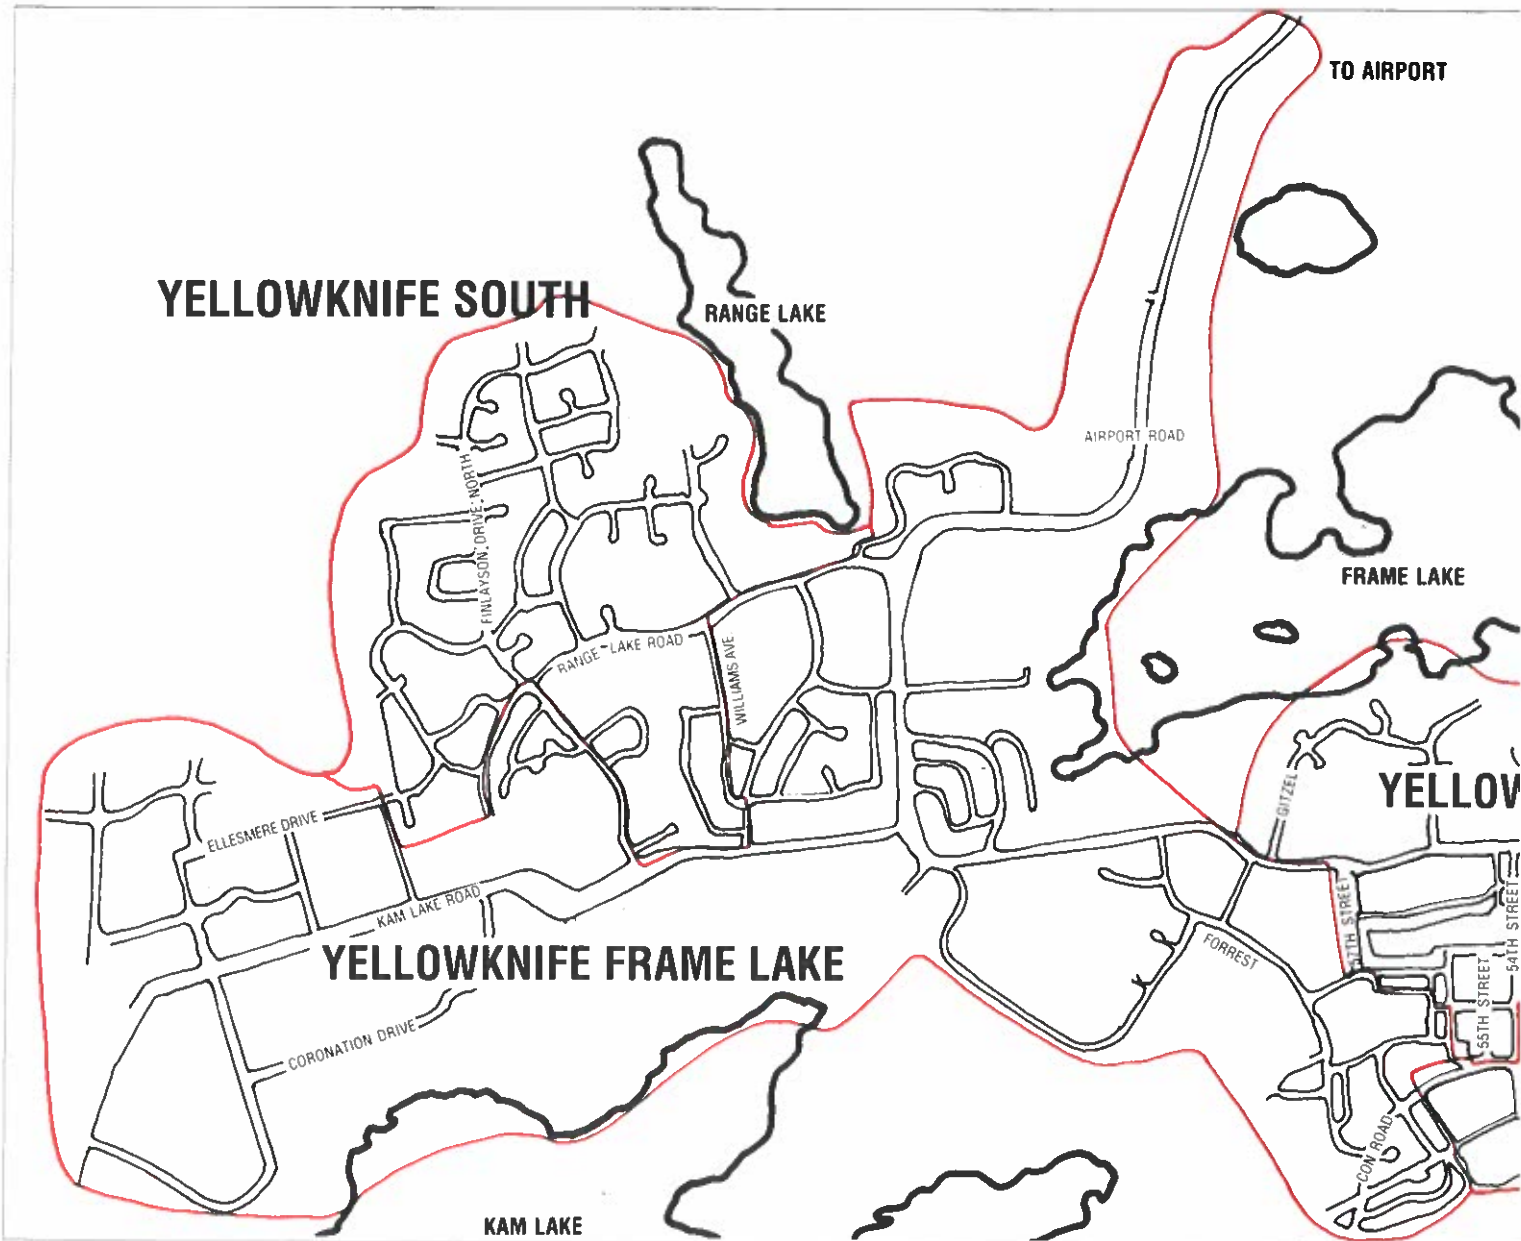 TO AIRPORT
YELLOWKNIFE SOUTH
RANGE LAKE
AIRPORT ROAD
FINLAYSON DRIVE NORTH
FRAME LAKE
RANGE LAKE ROAD
WILLIAMS AVE
GITZEL
YELLOW
ELLESMERE DRIVE
KAM LAKE ROAD
57TH STREET
54TH STREET
FORREST
YELLOWKNIFE FRAME LAKE
55TH STREET
CORONATION DRIVE
CON ROAD
KAM LAKE